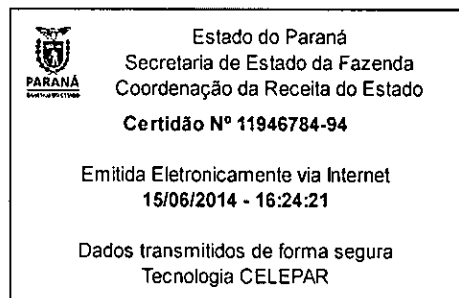 Estado do Paraná
Secretaria de Estado da Fazenda
Coordenação da Receita do Estado
PARANÁ
Certidão Nº 11946784-94
Emitida Eletronicamente via Internet
15/06/2014 - 16:24:21
Dados transmitidos de forma segura
Tecnologia CELEPAR